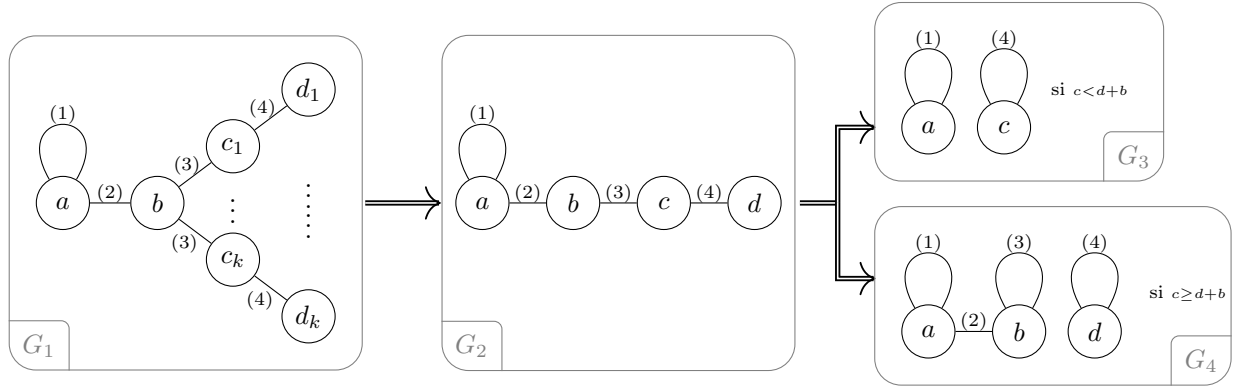 (1)
a
(2)
b
(3)
c₁
(4)
d₁
⋮
(3)
cₖ
(4)
dₖ
G₁
(1)
a
(2)
b
(3)
c
(4)
d
G₂
(1)
a
(4)
c
si c<d+b
G₃
(1)
a
(2)
(3)
b
(4)
d
si c≥d+b
G₄